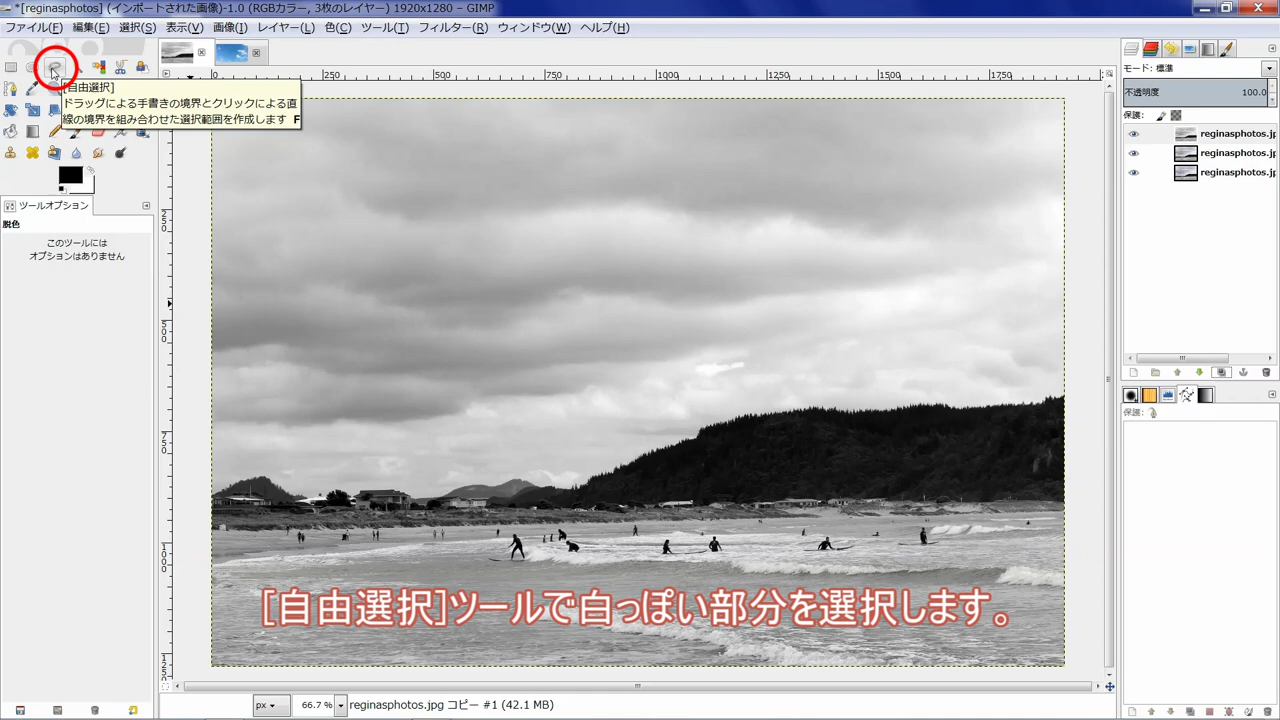 *[reginasphotos] (インポートされた画像)-1.0 (RGBカラー, 3枚のレイヤー) 1920x1280 – GIMP
ファイル(F) 編集(E) 選択(S) 表示(V) 画像(I) レイヤー(L) 色(C) ツール(T) フィルター(R) ウィンドウ(W) ヘルプ(H)
[自由選択]
ドラッグによる手書きの境界とクリックによる直
線の境界を組み合わせた選択範囲を作成します F
ツールオプション
脱色
このツールには
オプションはありません
0 250 500 750 1000 1250 1500 1750
250
500
750
1000
125
モード: 標準
不透明度 100.0
保護:
reginasphotos.jp
reginasphotos.jp
reginasphotos.jp
保護:
[自由選択]ツールで白っぽい部分を選択します。
px 66.7 % reginasphotos.jpg コピー #1 (42.1 MB)